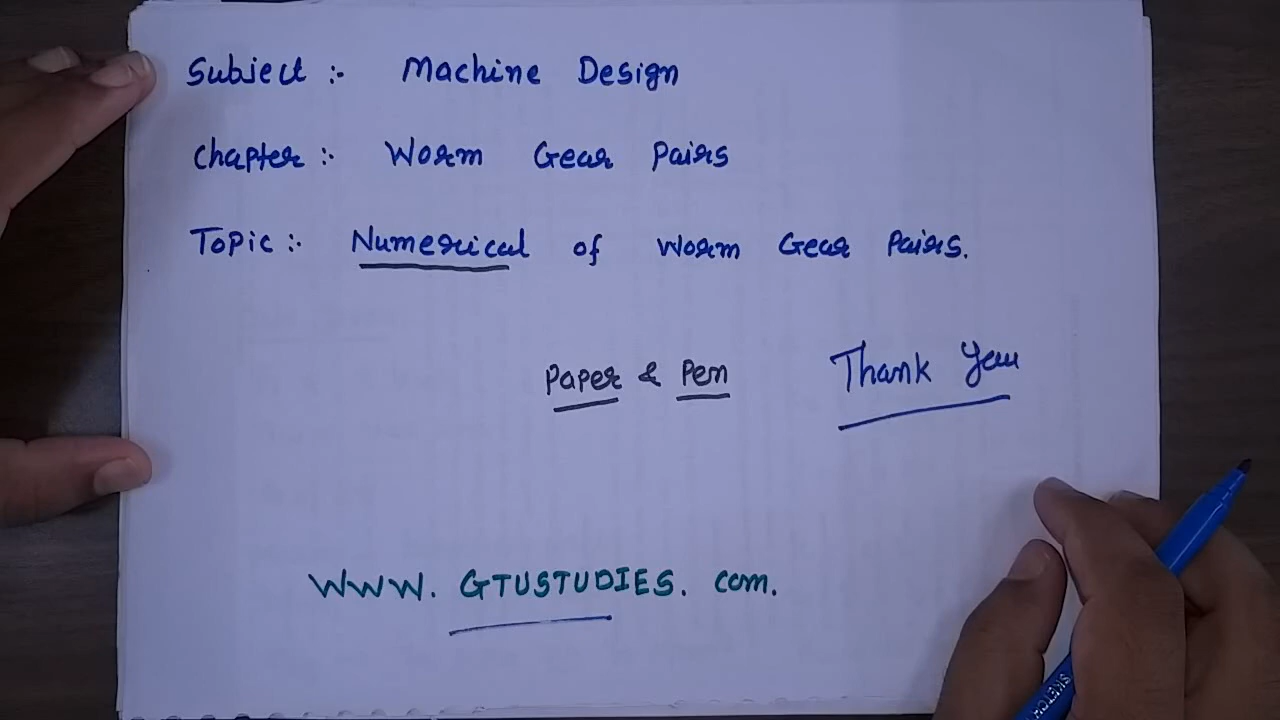 Subject :- Machine Design
Chapter :- Worm Gear Pairs
Topic :- Numerical of Worm Gear Pairs.
Paper & Pen Thank You
WWW. GTUSTUDIES. com.
SKETCH